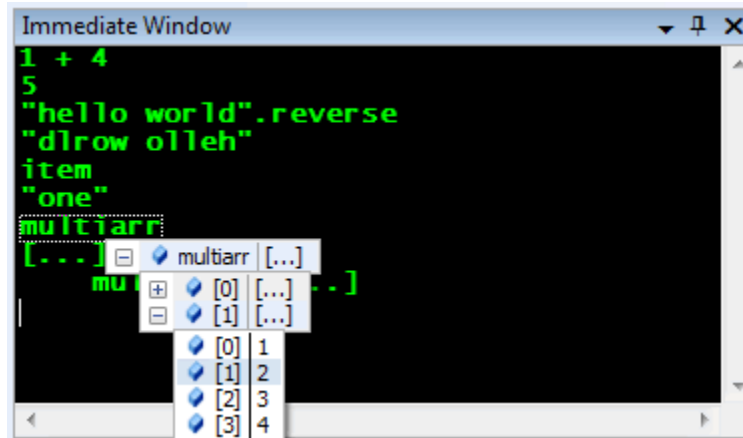 Immediate Window
1 + 4
5
"hello world".reverse
"dlrow olleh"
item
"one"
multiarr
[...]
multiarr [...]
mu ..]
[0] [...]
[1] [...]
[0] 1
[1] 2
[2] 3
[3] 4